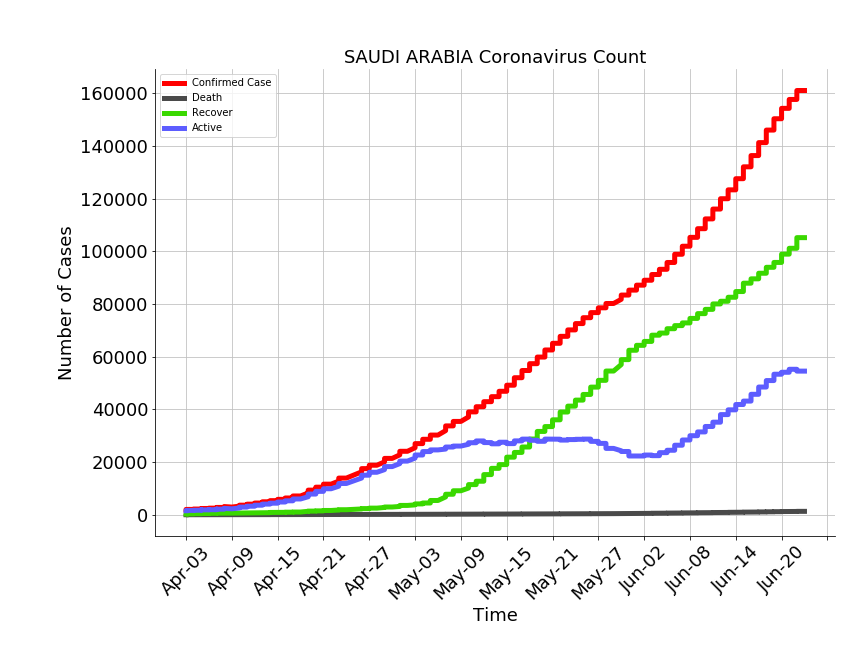 SAUDI ARABIA Coronavirus Count
Confirmed Case
Death
Recover
Active
Number of Cases
160000
140000
120000
100000
80000
60000
40000
20000
0
Apr-03
Apr-09
Apr-15
Apr-21
Apr-27
May-03
May-09
May-15
May-21
May-27
Jun-02
Jun-08
Jun-14
Jun-20
Time